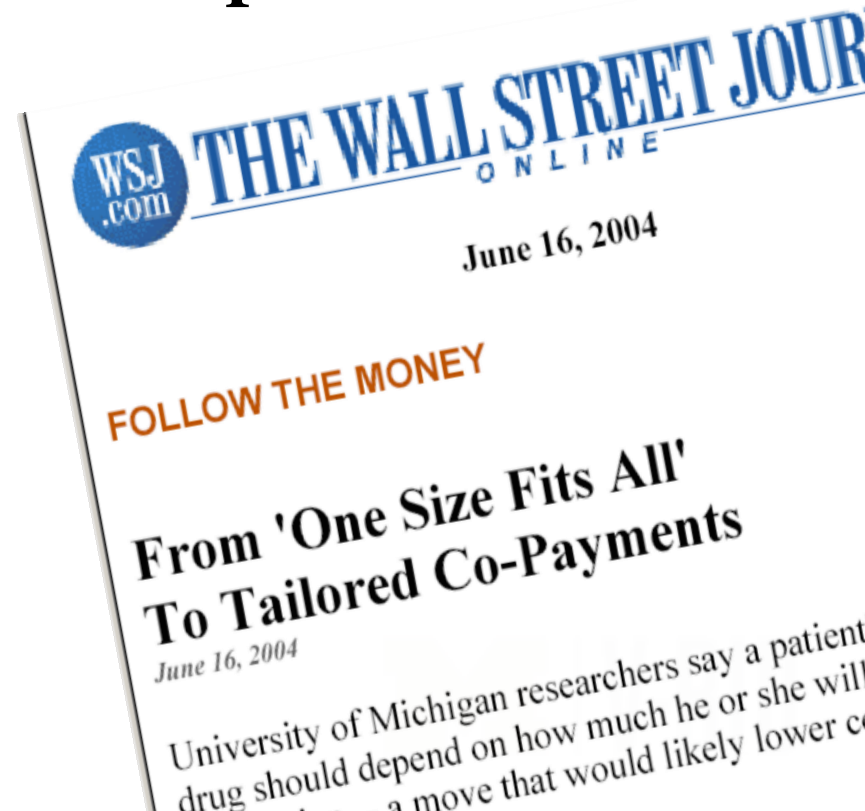 WSJ
.com
THE WALL STREET JOUR
ONLINE
June 16, 2004
FOLLOW THE MONEY
From 'One Size Fits All'
To Tailored Co-Payments
June 16, 2004
University of Michigan researchers say a patient
drug should depend on how much he or she will
a move that would likely lower